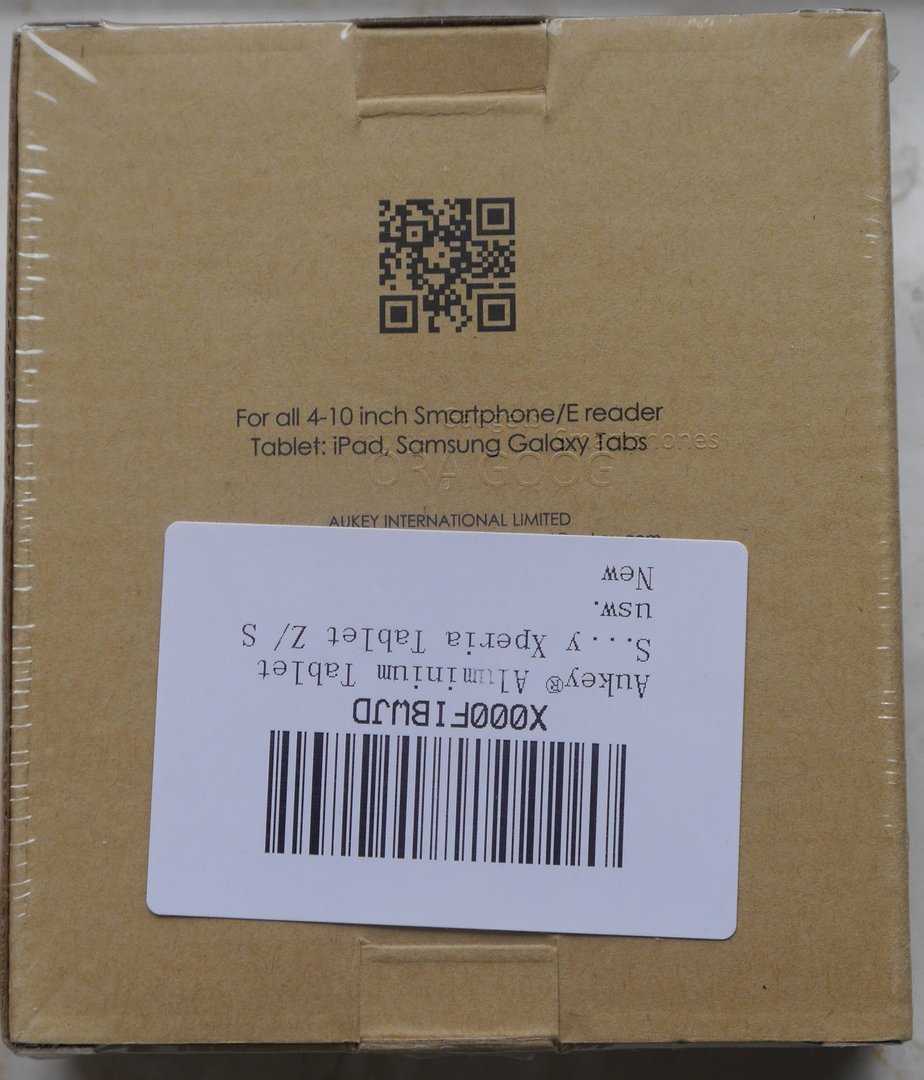 For all 4-10 inch Smartphone/E reader
Tablet: iPad, Samsung Galaxy Tabs
AUKEY INTERNATIONAL LIMITED
X000FIBWJD
Aukey® Aluminium Tablet
S...y Xperia Tablet Z/ S
usw.
New